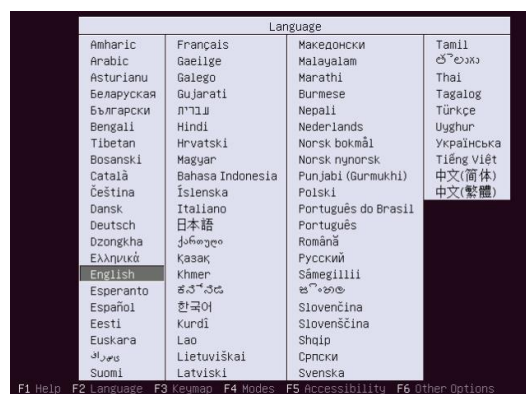 Language
Amharic
Arabic
Asturianu
Беларуская
Български
Bengali
Tibetan
Bosanski
Català
Čeština
Dansk
Deutsch
Dzongkha
Ελληνικά
English
Esperanto
Español
Eesti
Euskara
فارسی
Suomi
Français
Gaeilge
Galego
Gujarati
עברית
Hindi
Hrvatski
Magyar
Bahasa Indonesia
Íslenska
Italiano
日本語
ქართული
Қазақ
Khmer
ಕನ್ನಡ
한국어
Kurdî
Lao
Lietuviškai
Latviski
Македонски
Malayalam
Marathi
Burmese
Nepali
Nederlands
Norsk bokmål
Norsk nynorsk
Punjabi (Gurmukhi)
Polski
Português do Brasil
Português
Română
Русский
Sámegillii
සිංහල
Slovenčina
Slovenščina
Shqip
Српски
Svenska
Tamil
తెలుగు
Thai
Tagalog
Türkçe
Uyghur
Українська
Tiếng Việt
中文(简体)
中文(繁體)
F1 Help F2 Language F3 Keymap F4 Modes F5 Accessibility F6 Other Options